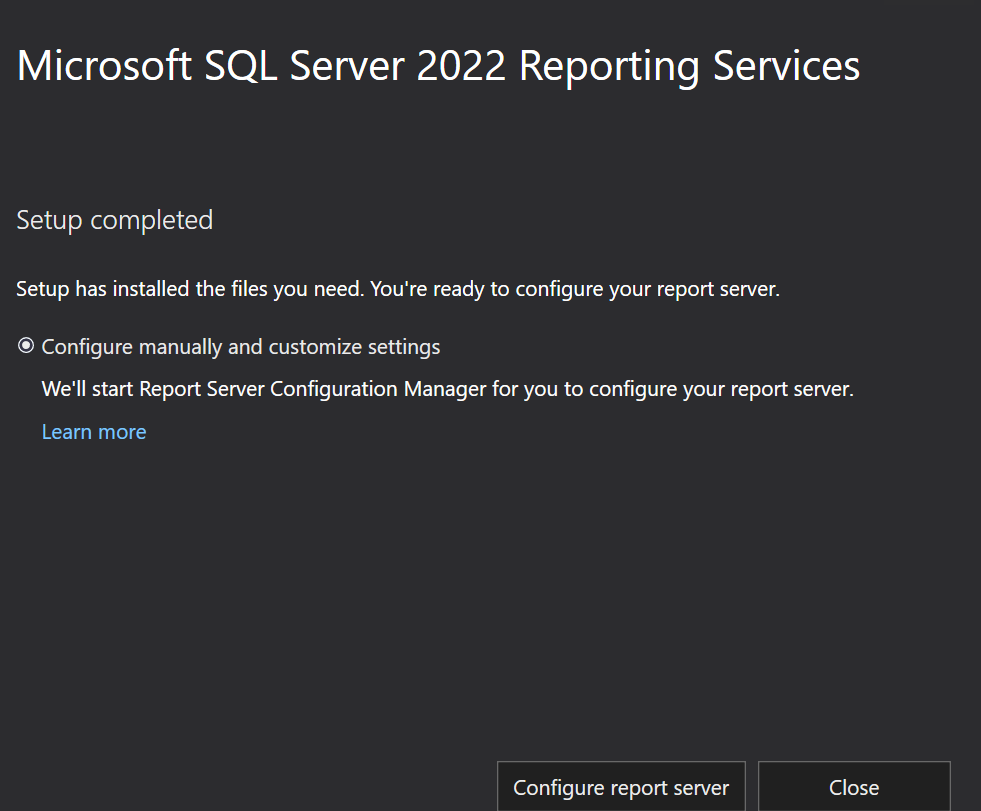 Microsoft SQL Server 2022 Reporting Services
Setup completed
Setup has installed the files you need. You're ready to configure your report server.
Configure manually and customize settings
We'll start Report Server Configuration Manager for you to configure your report server.
Learn more
Configure report server
Close